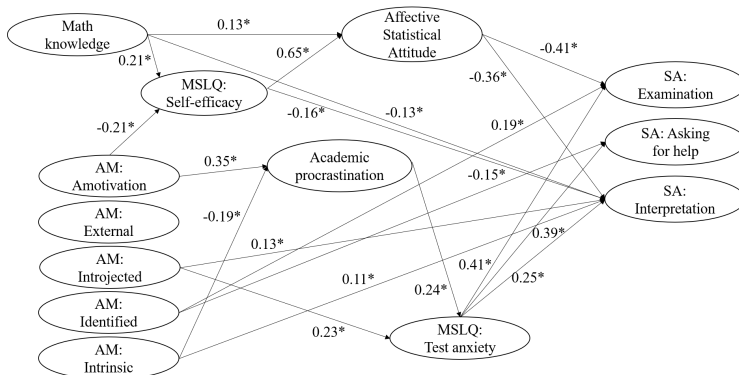 Math
knowledge
0.13*
Affective
Statistical
Attitude
0.21*
0.65*
-0.41*
MSLQ:
Self-efficacy
-0.36*
SA:
Examination
-0.21*
-0.16*
-0.13*
0.19*
SA: Asking
for help
AM:
Amotivation
0.35*
Academic
procrastination
-0.15*
SA:
Interpretation
AM:
External
-0.19*
AM:
Introjected
0.13*
0.39*
0.41*
0.25*
AM:
Identified
0.11*
0.24*
0.23*
MSLQ:
Test anxiety
AM:
Intrinsic